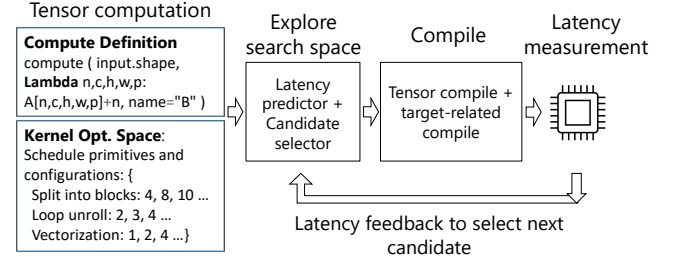 Tensor computation
Compute Definition
compute ( input.shape,
Lambda n,c,h,w,p:
A[n,c,h,w,p]+n, name="B" )
Kernel Opt. Space:
Schedule primitives and
configurations: {
Split into blocks: 4, 8, 10 ...
Loop unroll: 2, 3, 4 ...
Vectorization: 1, 2, 4 ...}
Explore
search space
Latency
predictor +
Candidate
selector
Compile
Tensor compile +
target-related
compile
Latency
measurement
Latency feedback to select next
candidate